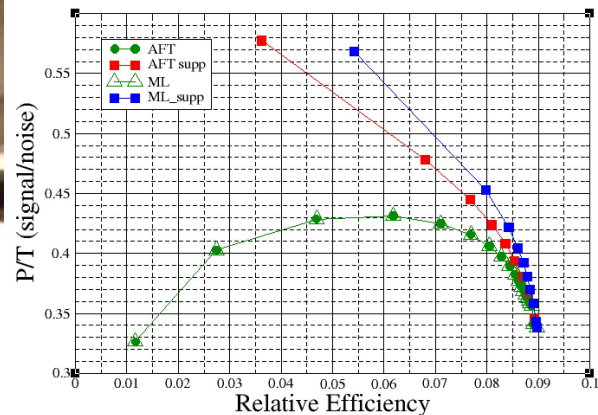 AFT
AFT supp
ML
ML_supp
P/T (signal/noise)
0.55
0.5
0.45
0.4
0.35
0.3
0 0.01 0.02 0.03 0.04 0.05 0.06 0.07 0.08 0.09 0.1
Relative Efficiency